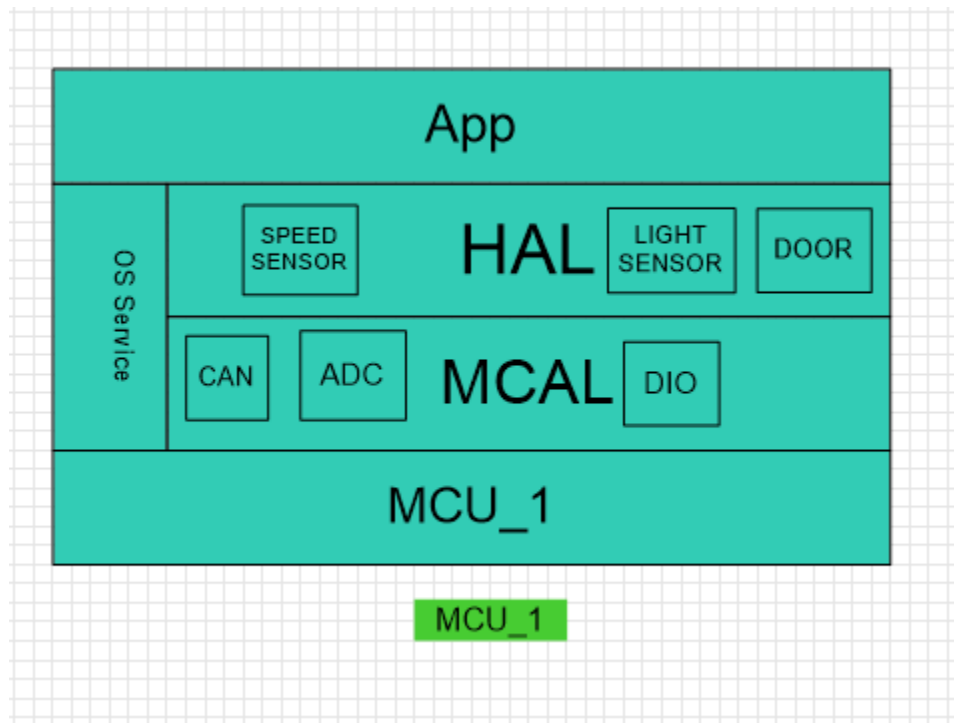 App
SPEED
SENSOR
HAL
LIGHT
SENSOR
DOOR
OS Service
CAN
ADC
MCAL
DIO
MCU_1
MCU_1